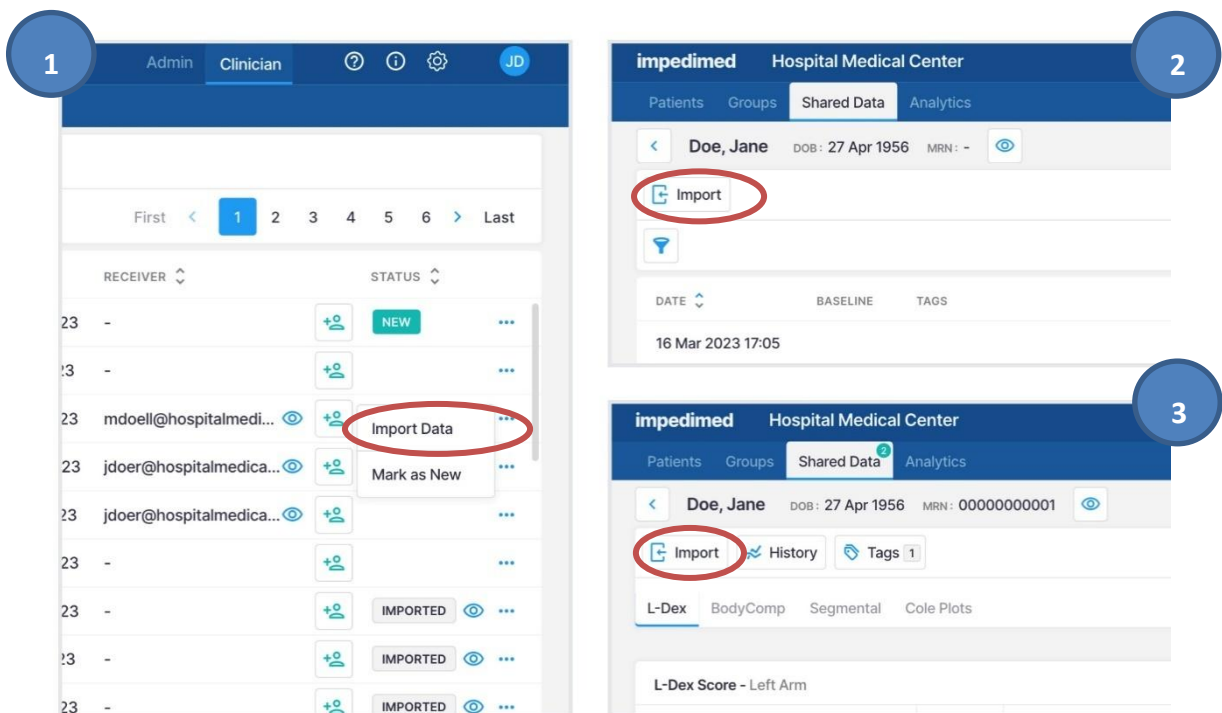 1
Admin Clinician JD
First 1 2 3 4 5 6 Last
RECEIVER STATUS
23 - NEW
23 -
23 mdoell@hospitalmedi... Import Data
23 jdoer@hospitalmedica... Mark as New
23 jdoer@hospitalmedica...
23 -
23 - IMPORTED
23 - IMPORTED
23 - IMPORTED
2
impedimed Hospital Medical Center
Patients Groups Shared Data Analytics
Doe, Jane DOB: 27 Apr 1956 MRN: -
Import
DATE BASELINE TAGS
16 Mar 2023 17:05
3
impedimed Hospital Medical Center
Patients Groups Shared Data 2 Analytics
Doe, Jane DOB: 27 Apr 1956 MRN: 00000000001
Import History Tags 1
L-Dex BodyComp Segmental Cole Plots
L-Dex Score - Left Arm